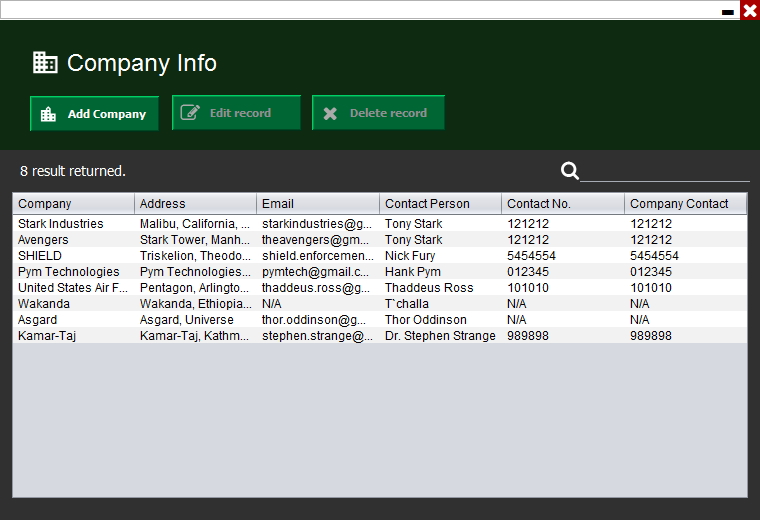 Company Info
Add Company Edit record Delete record
8 result returned.
Company Address Email Contact Person Contact No. Company Contact
Stark Industries Malibu, California, ... starkindustries@g... Tony Stark 121212 121212
Avengers Stark Tower, Manh... theavengers@gm... Tony Stark 121212 121212
SHIELD Triskelion, Theodo... shield.enforcemen... Nick Fury 5454554 5454554
Pym Technologies Pym Technologies... pymtech@gmail.c... Hank Pym 012345 012345
United States Air F... Pentagon, Arlingto... thaddeus.ross@g... Thaddeus Ross 101010 101010
Wakanda Wakanda, Ethiopia... N/A T`challa N/A N/A
Asgard Asgard, Universe thor.oddinson@g... Thor Oddinson N/A N/A
Kamar-Taj Kamar-Taj, Kathm... stephen.strange@... Dr. Stephen Strange 989898 989898